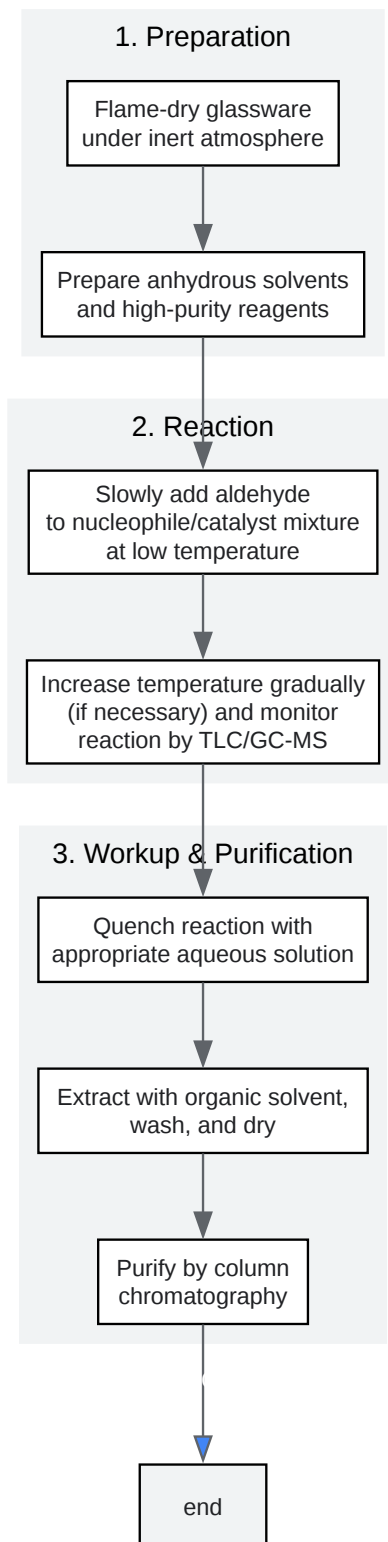 1. Preparation
Flame-dry glassware
under inert atmosphere
Prepare anhydrous solvents
and high-purity reagents
2. Reaction
Slowly add aldehyde
to nucleophile/catalyst mixture
at low temperature
Increase temperature gradually
(if necessary) and monitor
reaction by TLC/GC-MS
3. Workup & Purification
Quench reaction with
appropriate aqueous solution
Extract with organic solvent,
wash, and dry
Purify by column
chromatography
end